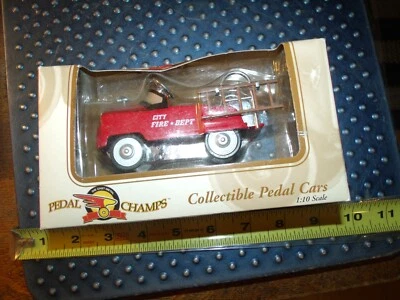 CITY
FIRE DEPT
PEDAL CHAMPS
Collectible Pedal Cars
1:10 Scale
1 2 3 4 5 6 7 8 9 10 11